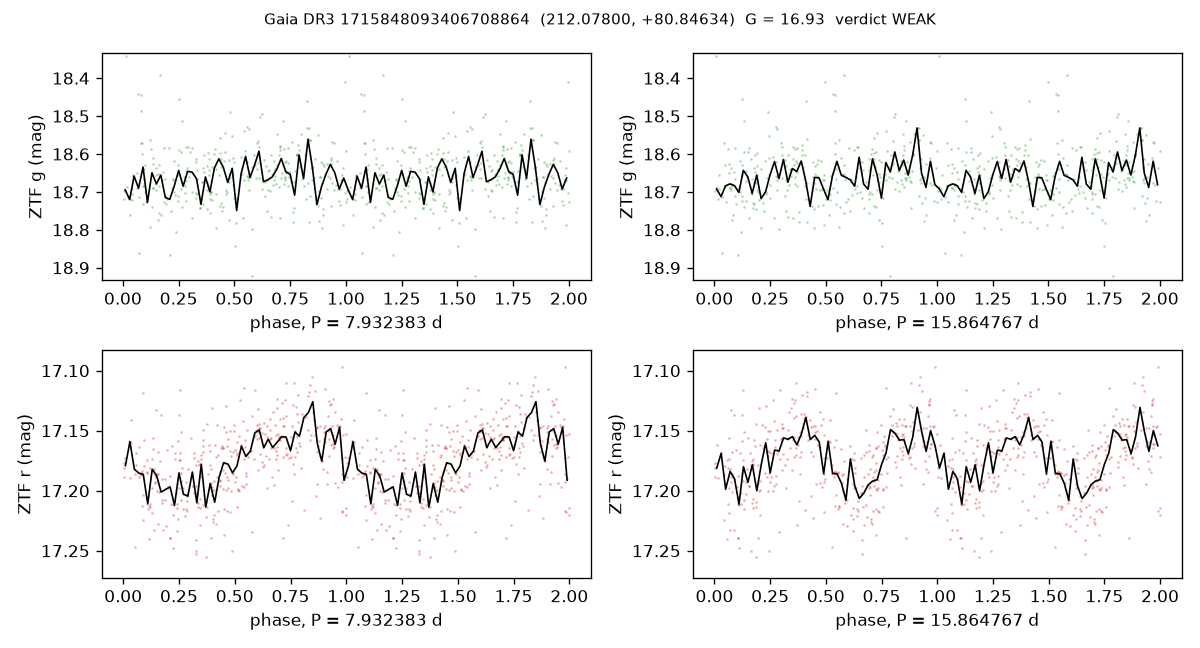 Gaia DR3 1715848093406708864 (212.07800, +80.84634) G = 16.93 verdict WEAK
ZTF g (mag)
18.4
18.5
18.6
18.7
18.8
18.9
0.00 0.25 0.50 0.75 1.00 1.25 1.50 1.75 2.00
phase, P = 7.932383 d
ZTF g (mag)
18.4
18.5
18.6
18.7
18.8
18.9
0.00 0.25 0.50 0.75 1.00 1.25 1.50 1.75 2.00
phase, P = 15.864767 d
ZTF r (mag)
17.10
17.15
17.20
17.25
0.00 0.25 0.50 0.75 1.00 1.25 1.50 1.75 2.00
phase, P = 7.932383 d
ZTF r (mag)
17.10
17.15
17.20
17.25
0.00 0.25 0.50 0.75 1.00 1.25 1.50 1.75 2.00
phase, P = 15.864767 d